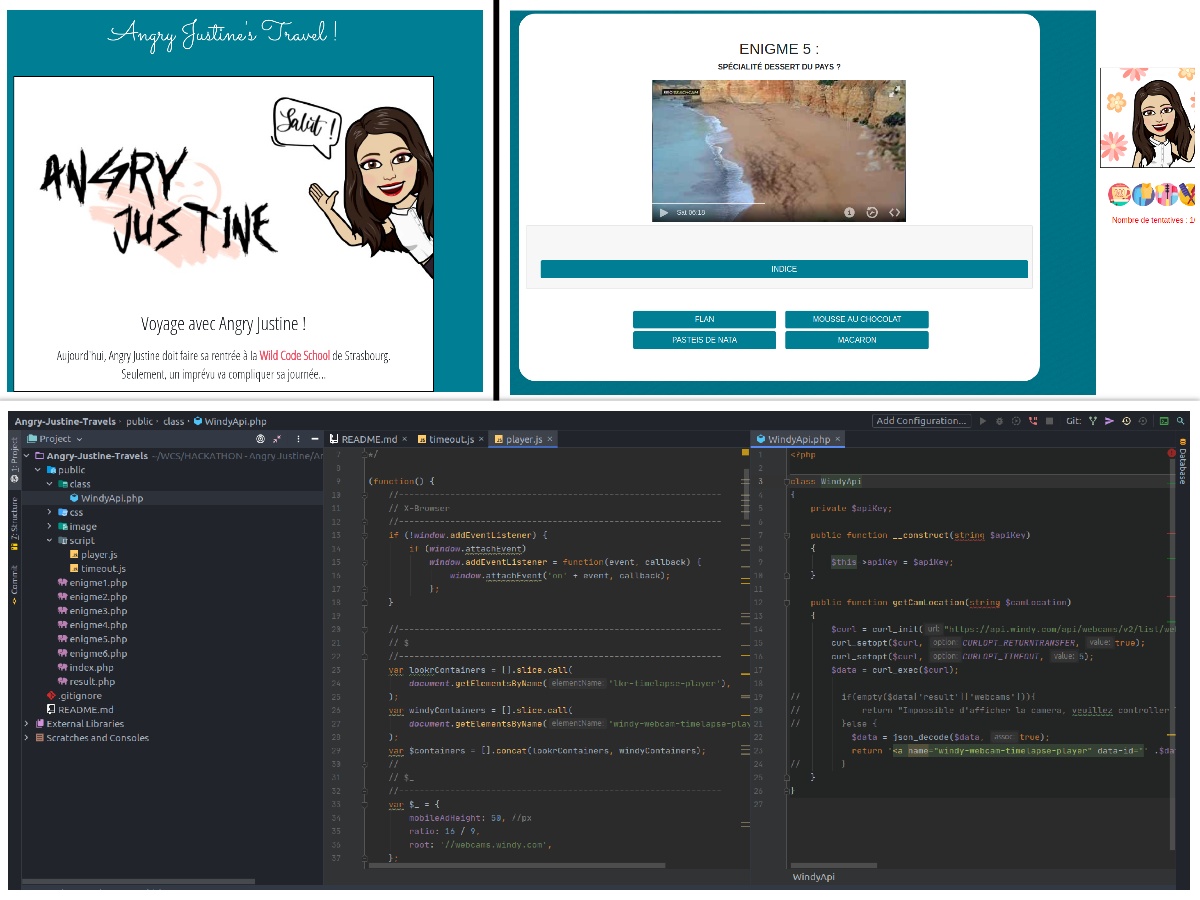 Angry Justine's Travel !
Salut !
ANGRY
JUSTINE
Voyage avec Angry Justine !
Aujourd'hui, Angry Justine doit faire sa rentrée à la Wild Code School de Strasbourg.
Seulement, un imprévu va compliquer sa journée...
ENIGME 5 :
SPÉCIALITÉ DESSERT DU PAYS ?
Sat 06:18
INDICE
FLAN
MOUSSE AU CHOCOLAT
PASTEIS DE NATA
MACARON
Nombre de tentatives : 1/
Angry-Justine-Travels public class WindyApi.php
Add Configuration...
Git:
1: Project
7: Structure
Commit
Project
Angry-Justine-Travels ~/WCS/HACKATHON - Angry Justine/An
public
class
WindyApi.php
css
image
script
player.js
timeout.js
enigme1.php
enigme2.php
enigme3.php
enigme4.php
enigme5.php
enigme6.php
index.php
result.php
.gitignore
README.md
External Libraries
Scratches and Consoles
README.md × timeout.js × player.js ×
7 */
8
9 (function() {
10 //--------------------------------------------------------------
11 // X-Browser
12 //--------------------------------------------------------------
13 if (!window.addEventListener) {
14 if (window.attachEvent)
15 window.addEventListener = function(event, callback) {
16 window.attachEvent('on' + event, callback);
17 };
18 }
19
20 //--------------------------------------------------------------
21 // $
22 //--------------------------------------------------------------
23 var lookrContainers = [].slice.call(
24 document.getElementsByName( elementName: 'lkr-timelapse-player'),
25 );
26 var windyContainers = [].slice.call(
27 document.getElementsByName( elementName: 'windy-webcam-timelapse-play
28 );
29 var $containers = [].concat(lookrContainers, windyContainers);
30 //
31 // $_
32 //--------------------------------------------------------------
33 var $_ = {
34 mobileAdHeight: 50, //px
35 ratio: 16 / 9,
36 root: '//webcams.windy.com',
37 };
WindyApi.php ×
1 <?php
2
3 class WindyApi
4 {
5 private $apiKey;
6
7 public function __construct(string $apiKey)
8 {
9 $this->apiKey = $apiKey;
10 }
11
12 public function getCamLocation(string $camLocation)
13 {
14 $curl = curl_init( url: "https://api.windy.com/api/webcams/v2/list/we
15 curl_setopt($curl, option: CURLOPT_RETURNTRANSFER, value: true);
16 curl_setopt($curl, option: CURLOPT_TIMEOUT, value: 5);
17 $data = curl_exec($curl);
18
19 // if(empty($data['result']['webcams'])){
20 // return "Impossible d'afficher la camera, veuillez controller
21 // }else {
22 $data = json_decode($data, assoc: true);
23 return '<a name="windy-webcam-timelapse-player" data-id="' .$da
24 // }
25 }
26 }
27
WindyApi
Database